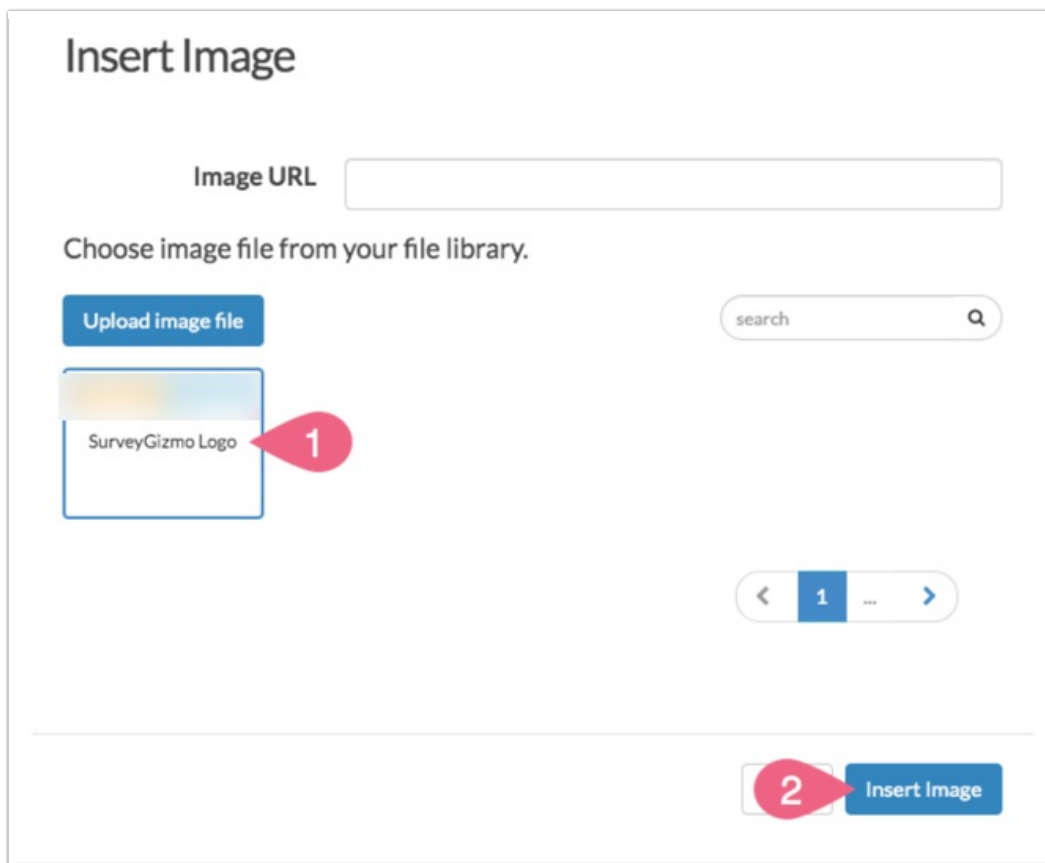 Insert Image
Image URL
Choose image file from your file library.
Upload image file
search
SurveyGizmo Logo
1
1 ...
2
Insert Image